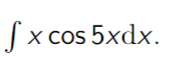 ∫ x cos 5xdx.